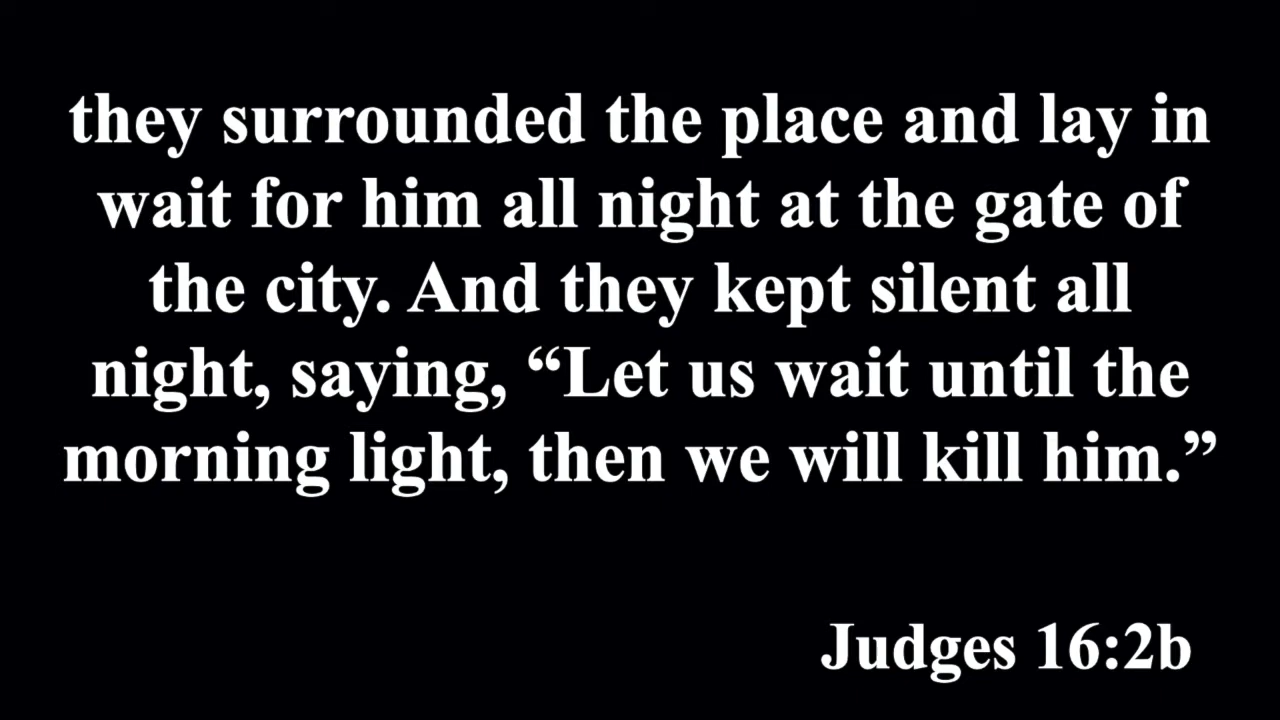 they surrounded the place and lay in
wait for him all night at the gate of
the city. And they kept silent all
night, saying, “Let us wait until the
morning light, then we will kill him.”
Judges 16:2b